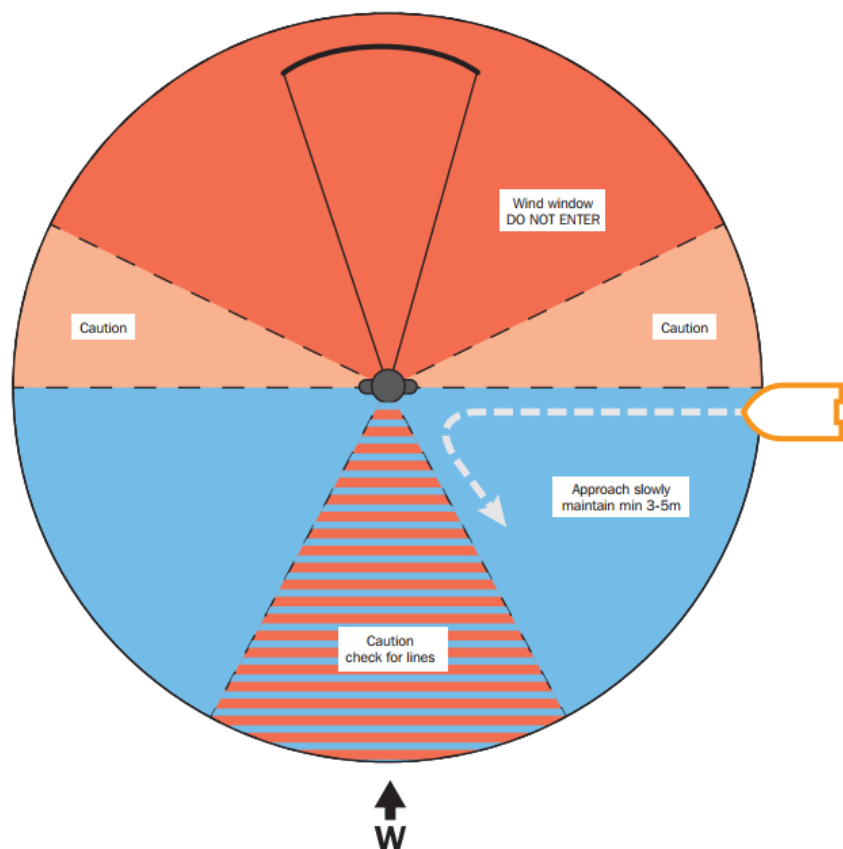 Wind window
DO NOT ENTER
Caution
Caution
Approach slowly
maintain min 3-5m
Caution
check for lines
W